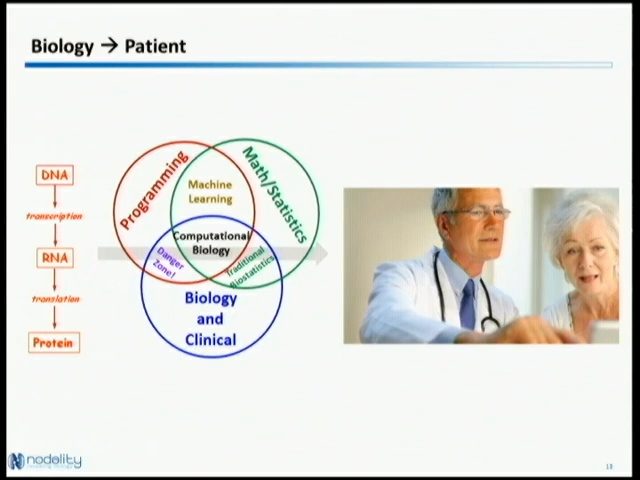 Biology → Patient
DNA
transcription
RNA
translation
Protein
Programming
Math/Statistics
Machine
Learning
Computational
Biology
Danger
Zone!
Traditional
Biostatistics
Biology
and
Clinical
nodality